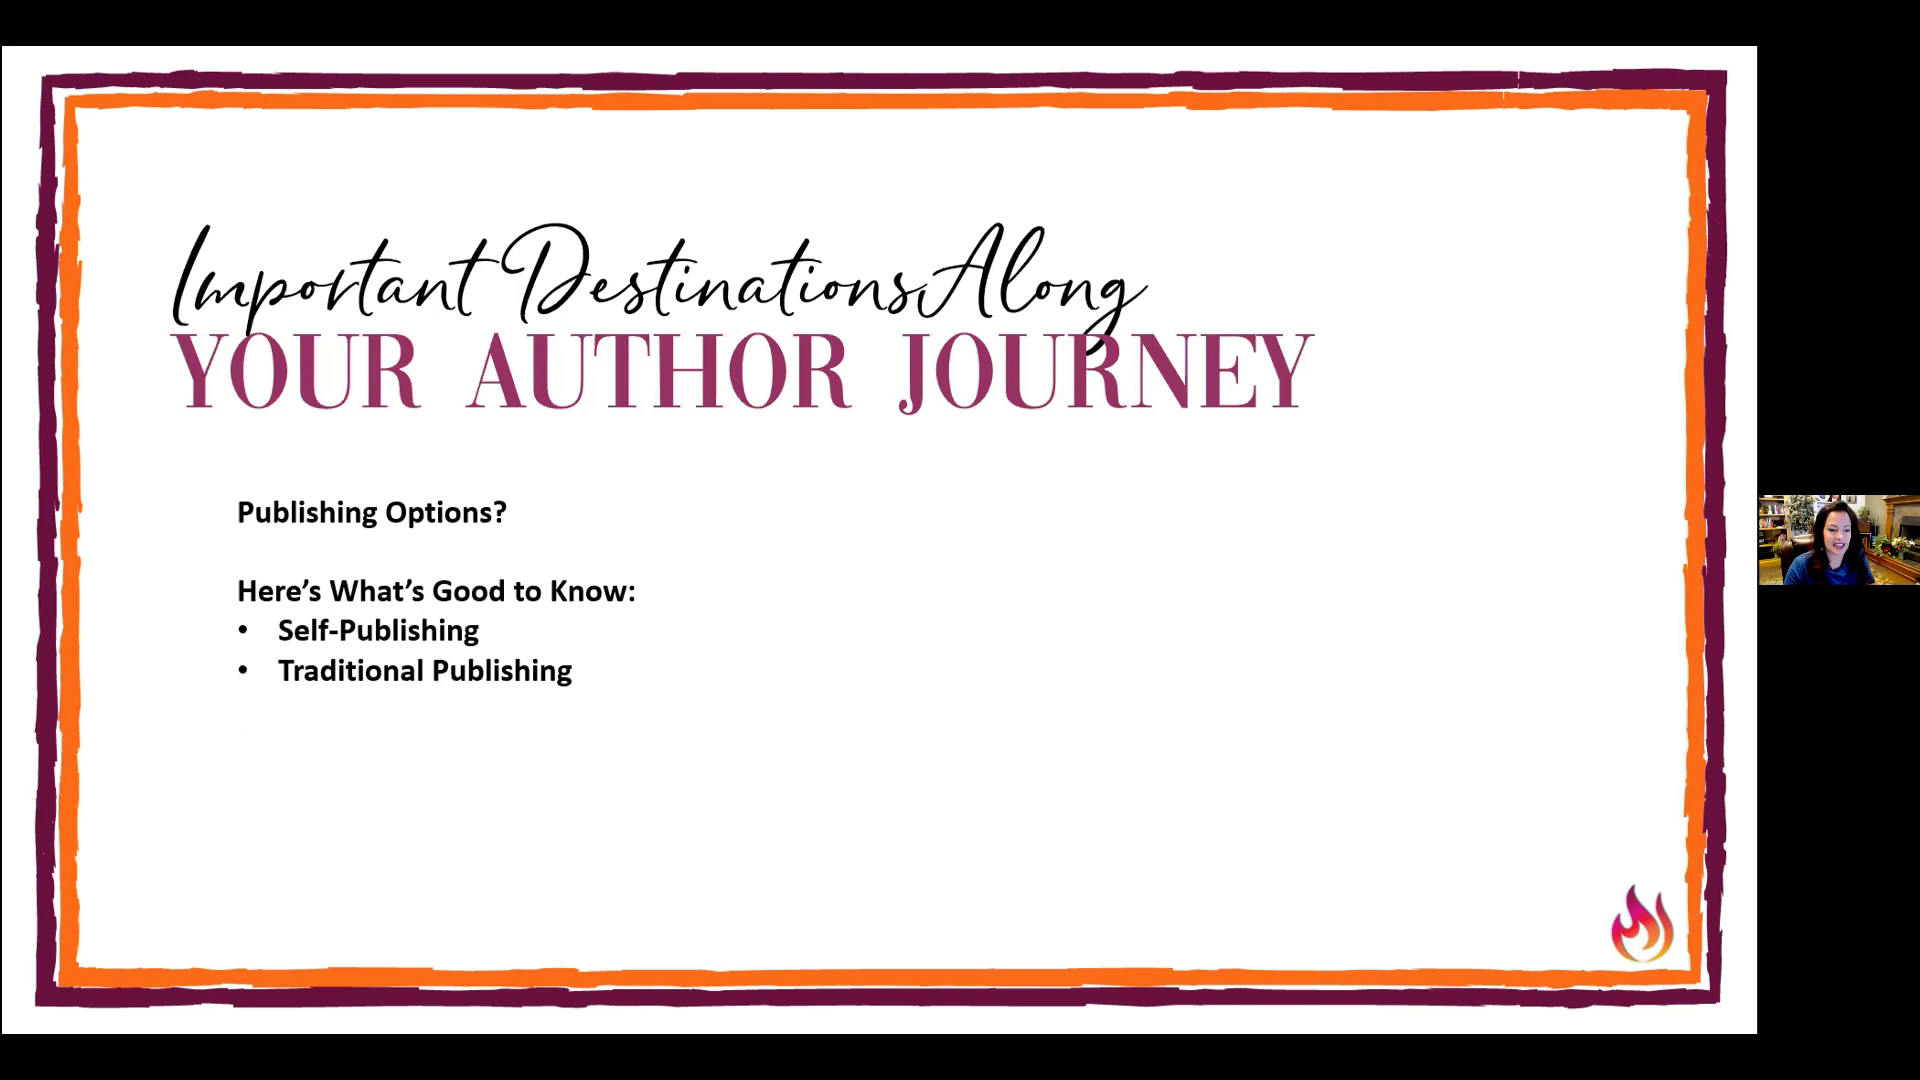 Important Destinations Along
YOUR AUTHOR JOURNEY
Publishing Options?
Here’s What’s Good to Know:
• Self-Publishing
• Traditional Publishing